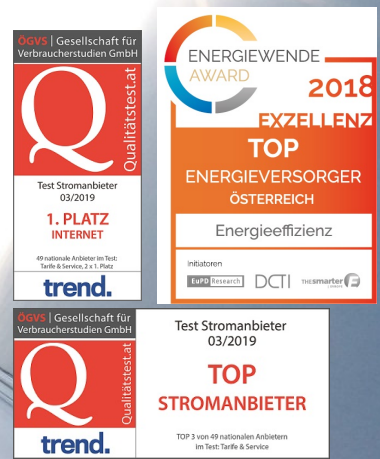 ÖGVS | Gesellschaft für
Verbraucherstudien GmbH
Q
Qualitätstest.at
Test Stromanbieter
03/2019
1. PLATZ
INTERNET
49 nationale Anbieter im Test:
Tarife & Service, 2 x 1. Platz
trend.
ENERGIEWENDE
AWARD
2018
EXZELLENZ
TOP
ENERGIEVERSORGER
ÖSTERREICH
Energieeffizienz
Initiatoren
EuPD Research
DCTI
THE smarter E
ÖGVS | Gesellschaft für
Verbraucherstudien GmbH
Q
Qualitätstest.at
trend.
Test Stromanbieter
03/2019
TOP
STROMANBIETER
TOP 3 von 49 nationalen Anbietern
im Test: Tarife & Service